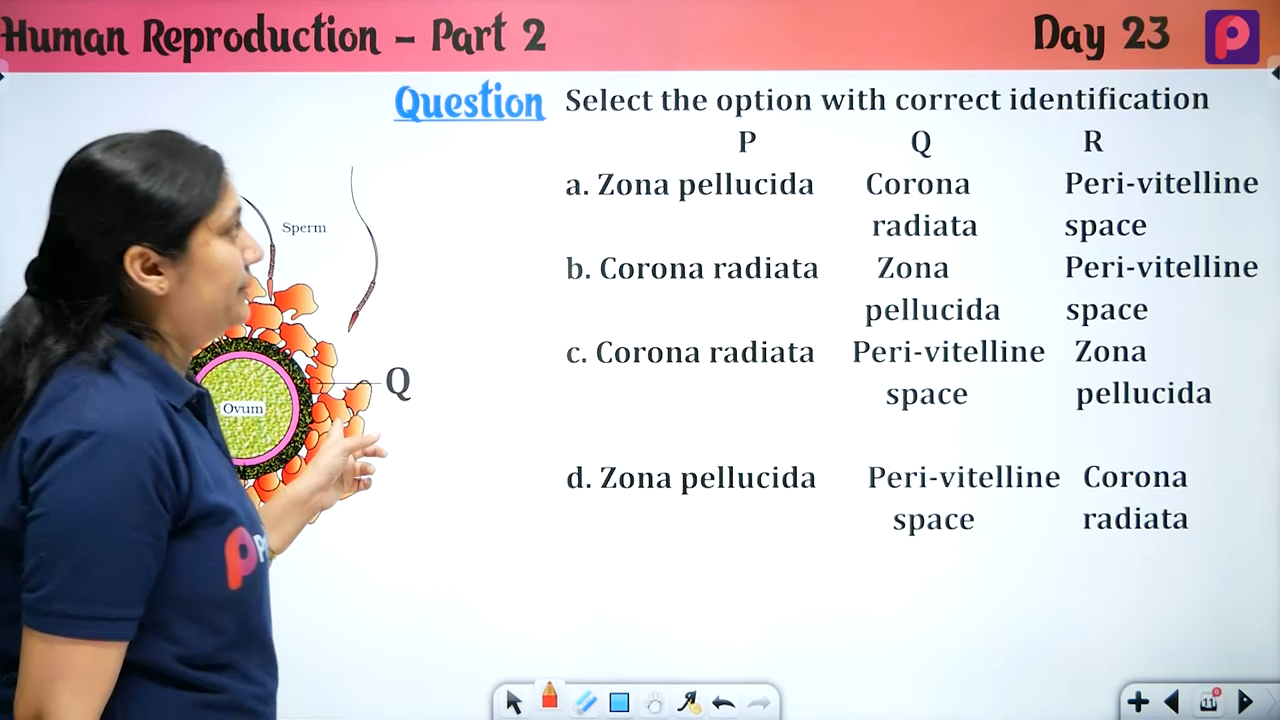 Human Reproduction – Part 2
Day 23
Question Select the option with correct identification
P Q R
a. Zona pellucida Corona Peri-vitelline
radiata space
b. Corona radiata Zona Peri-vitelline
pellucida space
c. Corona radiata Peri-vitelline Zona
space pellucida
d. Zona pellucida Peri-vitelline Corona
space radiata
Sperm
Q
Ovum
11